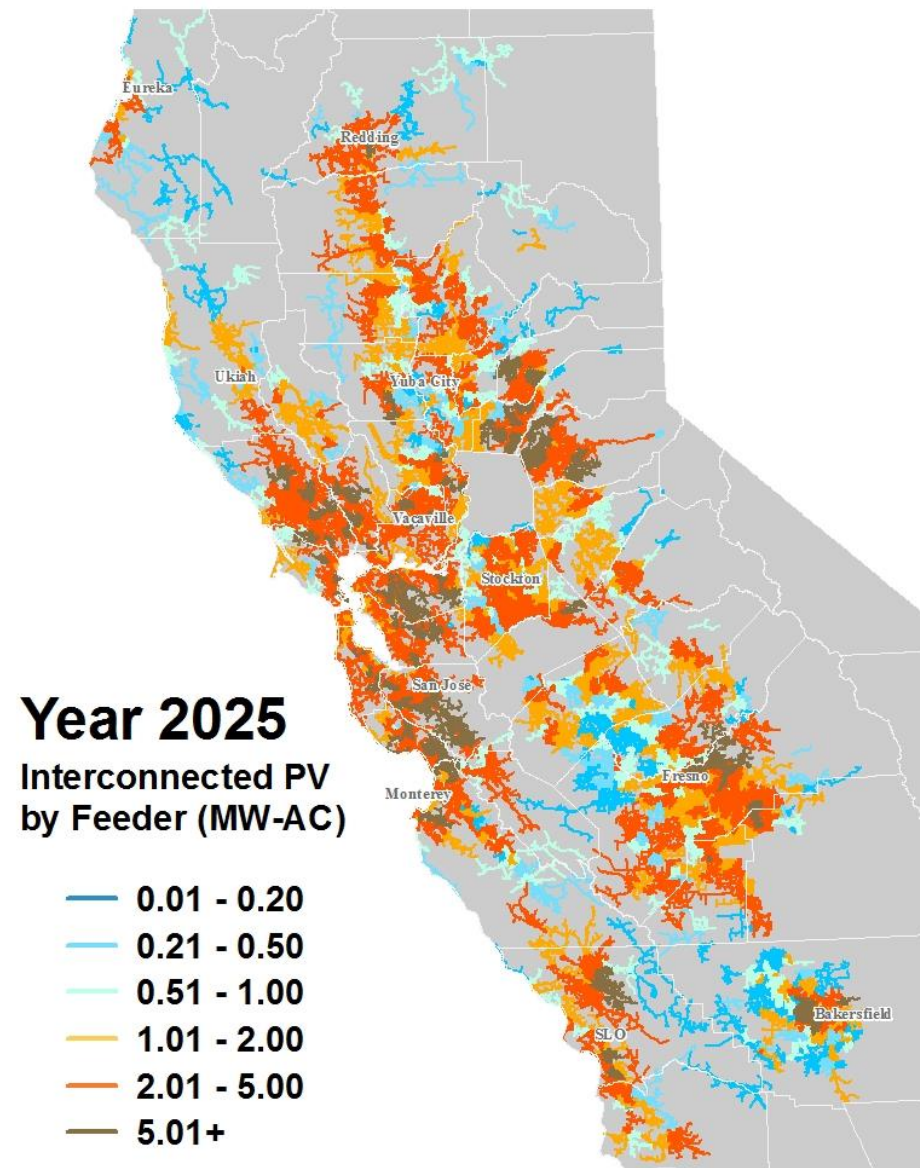 Eureka
Redding
Ukiah
Yuba City
Vacaville
Stockton
San Jose
Fresno
Monterey
SLO
Bakersfield
Year 2025
Interconnected PV
by Feeder (MW-AC)
0.01 - 0.20
0.21 - 0.50
0.51 - 1.00
1.01 - 2.00
2.01 - 5.00
5.01+